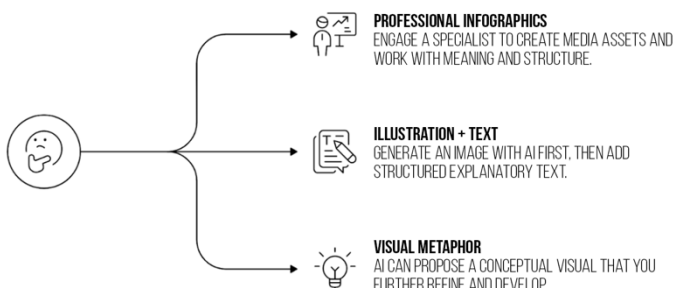 PROFESSIONAL INFOGRAPHICS
ENGAGE A SPECIALIST TO CREATE MEDIA ASSETS AND
WORK WITH MEANING AND STRUCTURE.
ILLUSTRATION + TEXT
GENERATE AN IMAGE WITH AI FIRST, THEN ADD
STRUCTURED EXPLANATORY TEXT.
VISUAL METAPHOR
AI CAN PROPOSE A CONCEPTUAL VISUAL THAT YOU
FURTHER REFINE AND DEVELOP